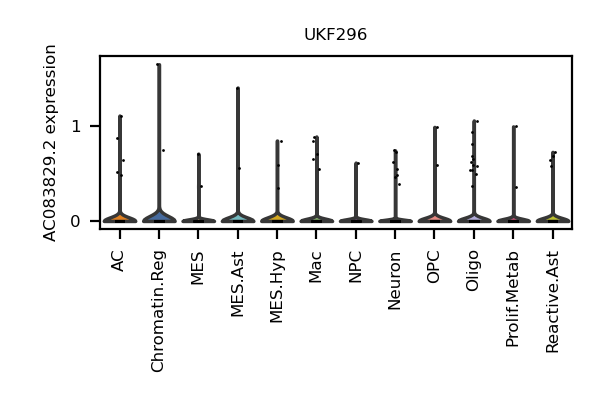 UKF296
AC083829.2 expression
1
0
AC
Chromatin.Reg
MES
MES.Ast
MES.Hyp
Mac
NPC
Neuron
OPC
Oligo
Prolif.Metab
Reactive.Ast